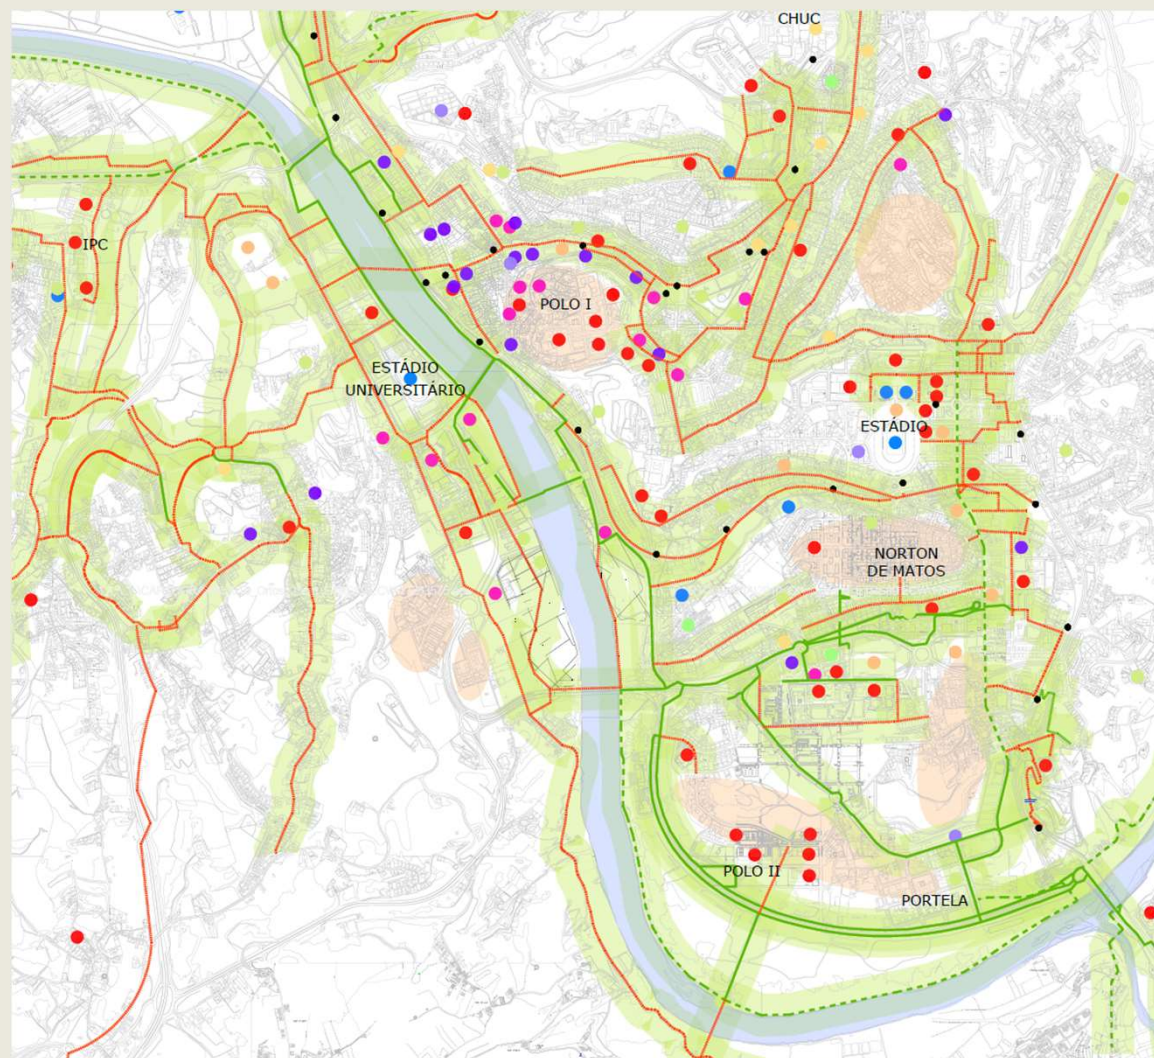 CHUC
IPC
POLO I
ESTÁDIO
UNIVERSITÁRIO
ESTÁDIO
NORTON
DE MATOS
POLO II
PORTELA